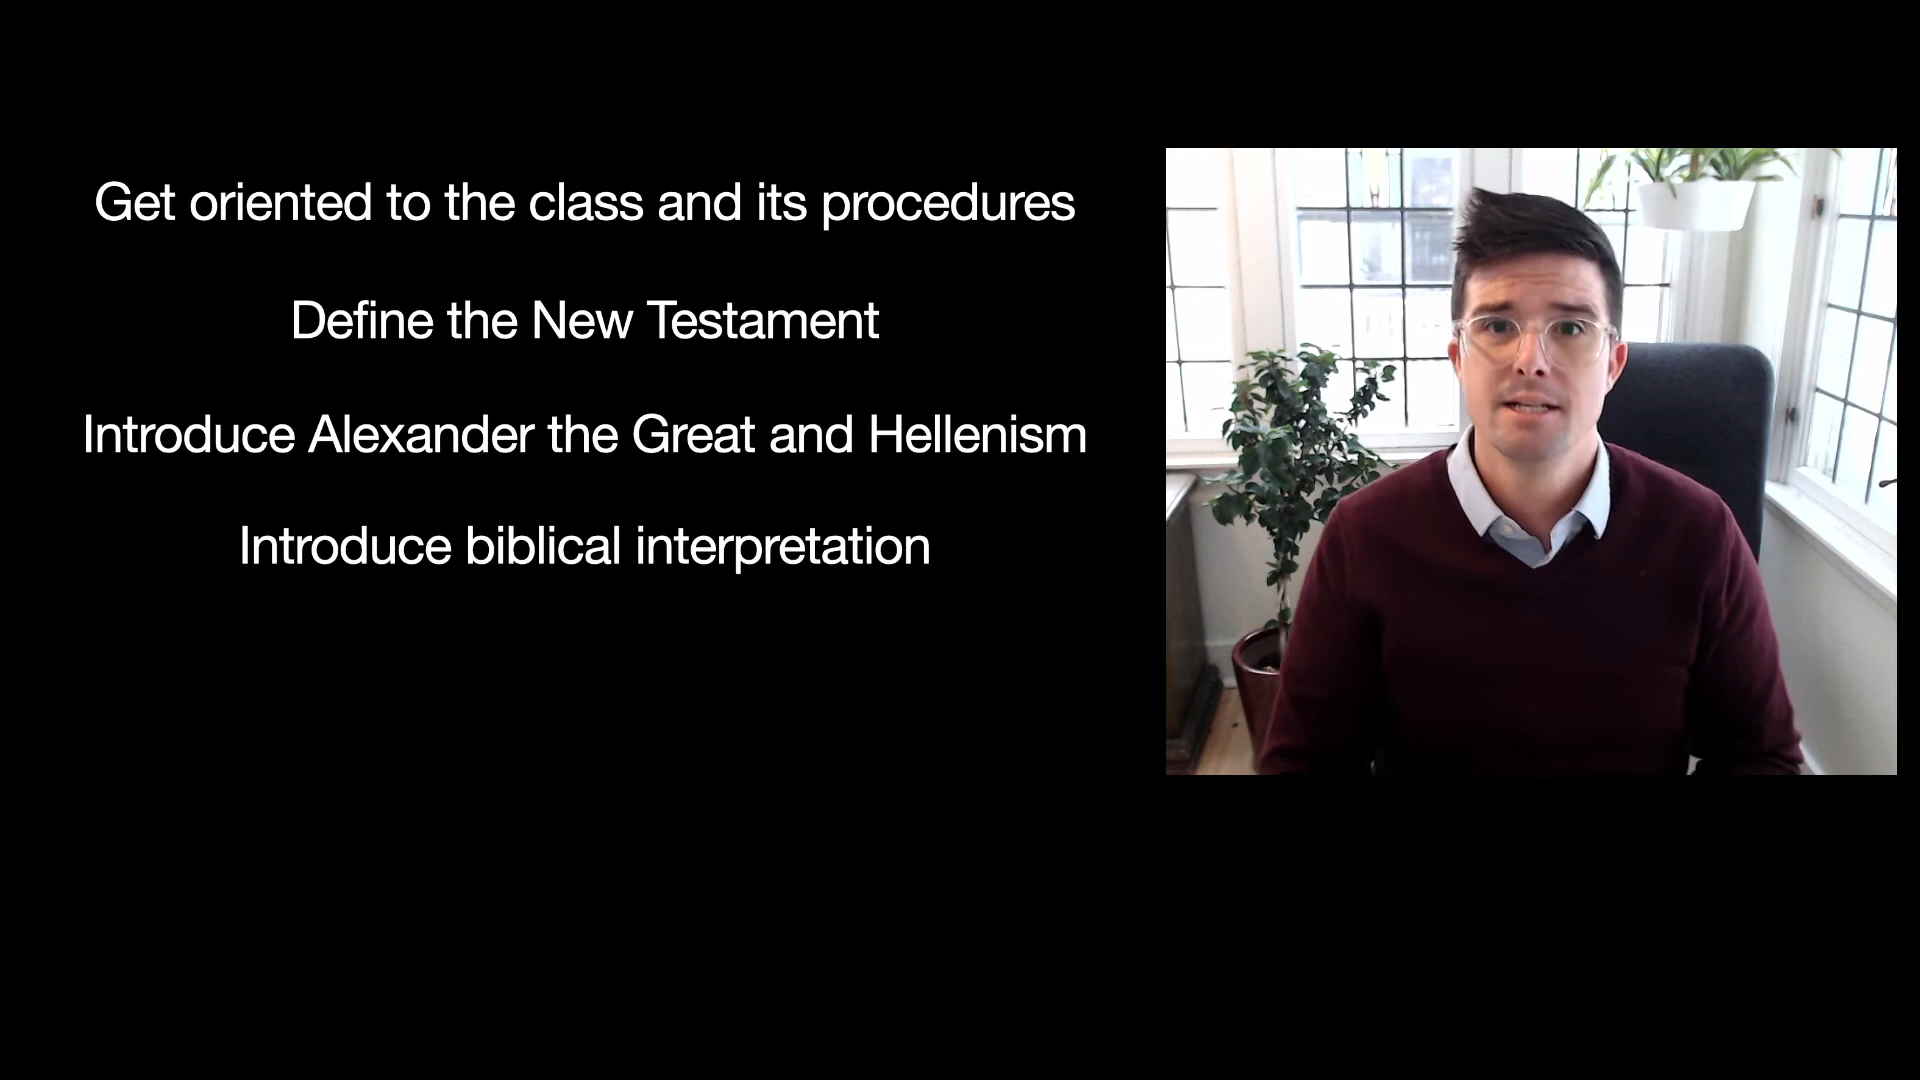 Get oriented to the class and its procedures
Define the New Testament
Introduce Alexander the Great and Hellenism
Introduce biblical interpretation